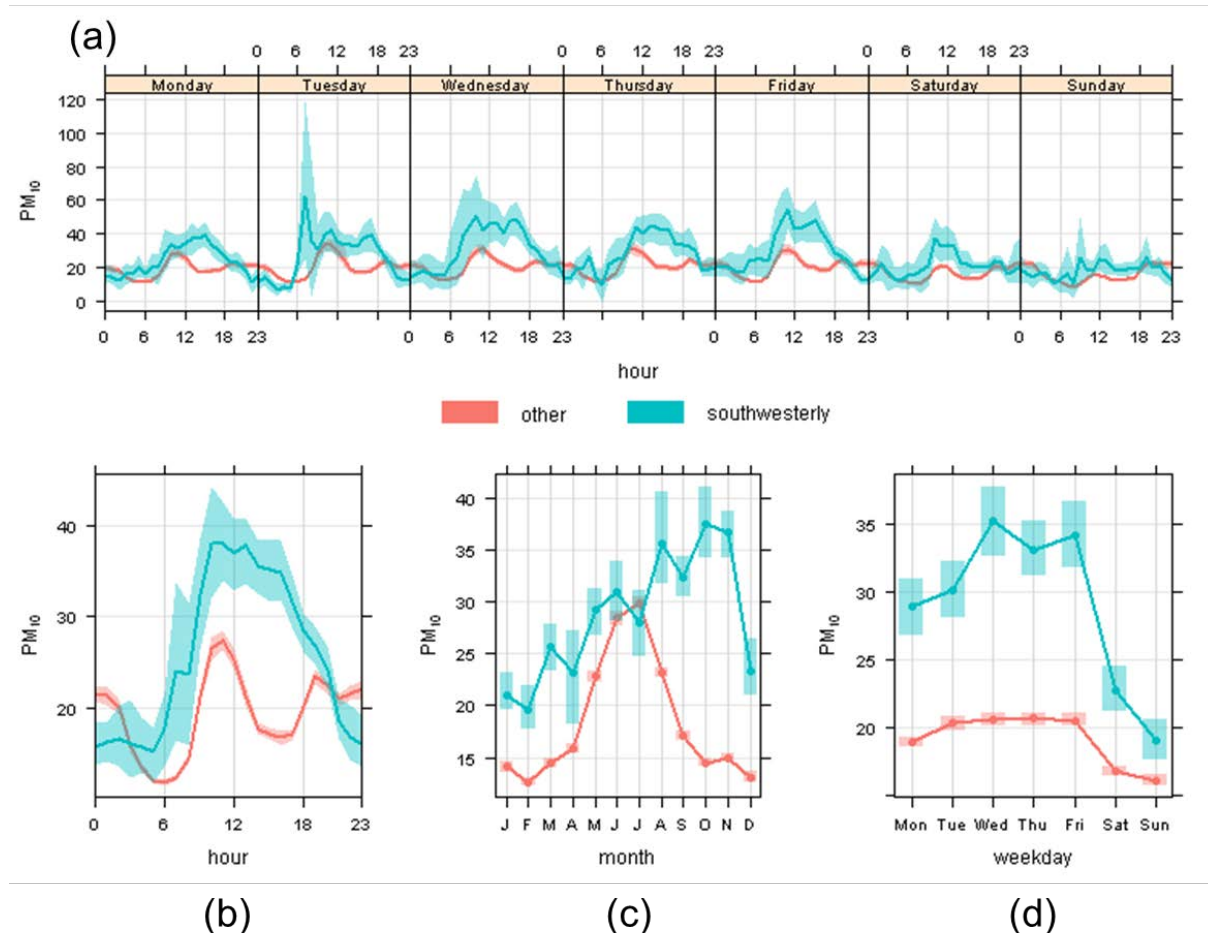 (a)
0 6 12 18 23 0 6 12 18 23 0 6 12 18 23
Monday Tuesday Wednesday Thursday Friday Saturday Sunday
120
100
80
60
40
20
0
PM10
0 6 12 18 23 0 6 12 18 23 0 6 12 18 23 0 6 12 18 23
hour
other southwesterly
40
30
20
PM10
0 6 12 18 23
hour
40
35
30
25
20
15
PM10
J F M A M J J A S O N D
month
35
30
25
20
PM10
Mon Tue Wed Thu Fri Sat Sun
weekday
(b) (c) (d)